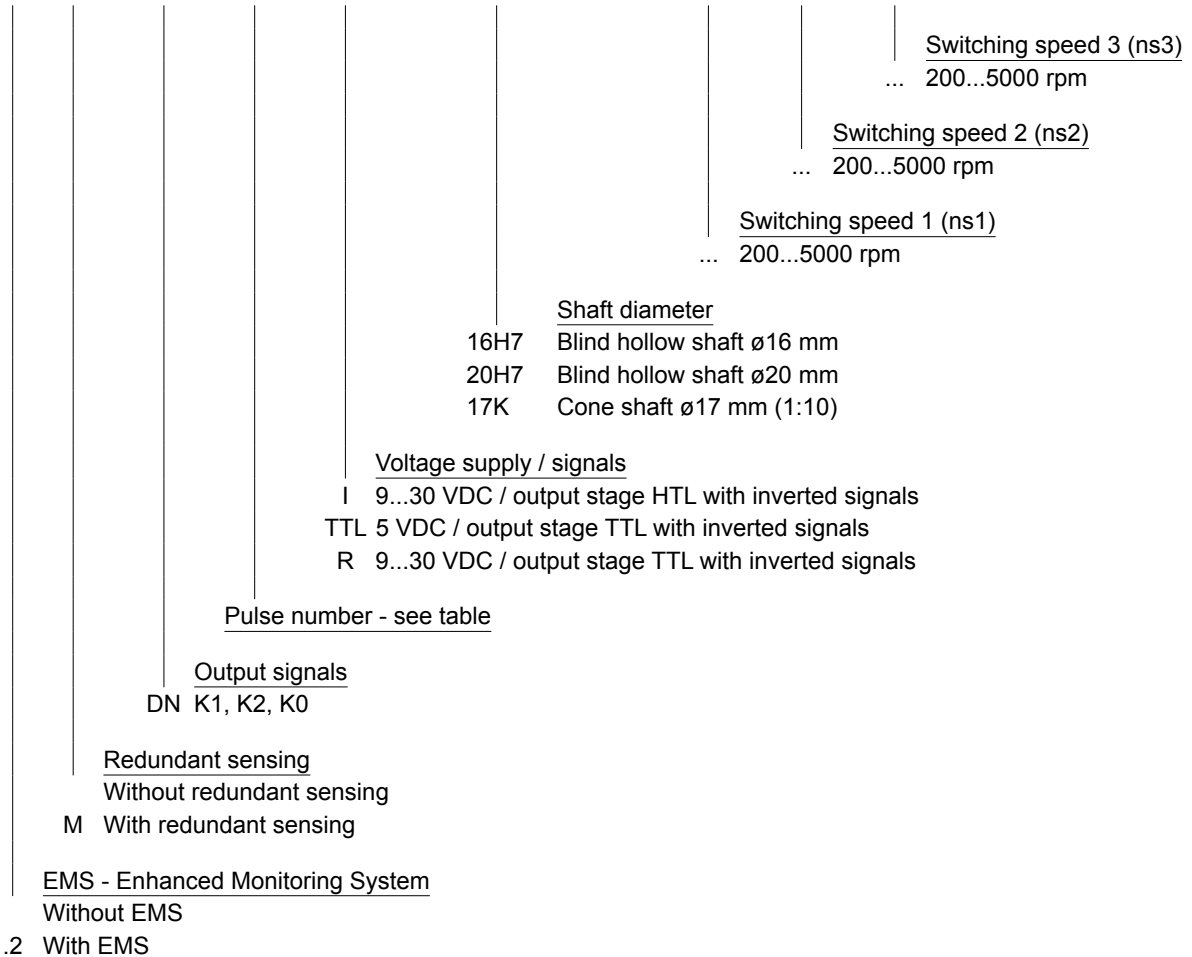 Switching speed 3 (ns3)
... 200...5000 rpm
Switching speed 2 (ns2)
... 200...5000 rpm
Switching speed 1 (ns1)
... 200...5000 rpm
Shaft diameter
16H7 Blind hollow shaft ø16 mm
20H7 Blind hollow shaft ø20 mm
17K Cone shaft ø17 mm (1:10)
Voltage supply / signals
I 9...30 VDC / output stage HTL with inverted signals
TTL 5 VDC / output stage TTL with inverted signals
R 9...30 VDC / output stage TTL with inverted signals
Pulse number - see table
Output signals
DN K1, K2, K0
Redundant sensing
Without redundant sensing
M With redundant sensing
EMS - Enhanced Monitoring System
Without EMS
.2 With EMS